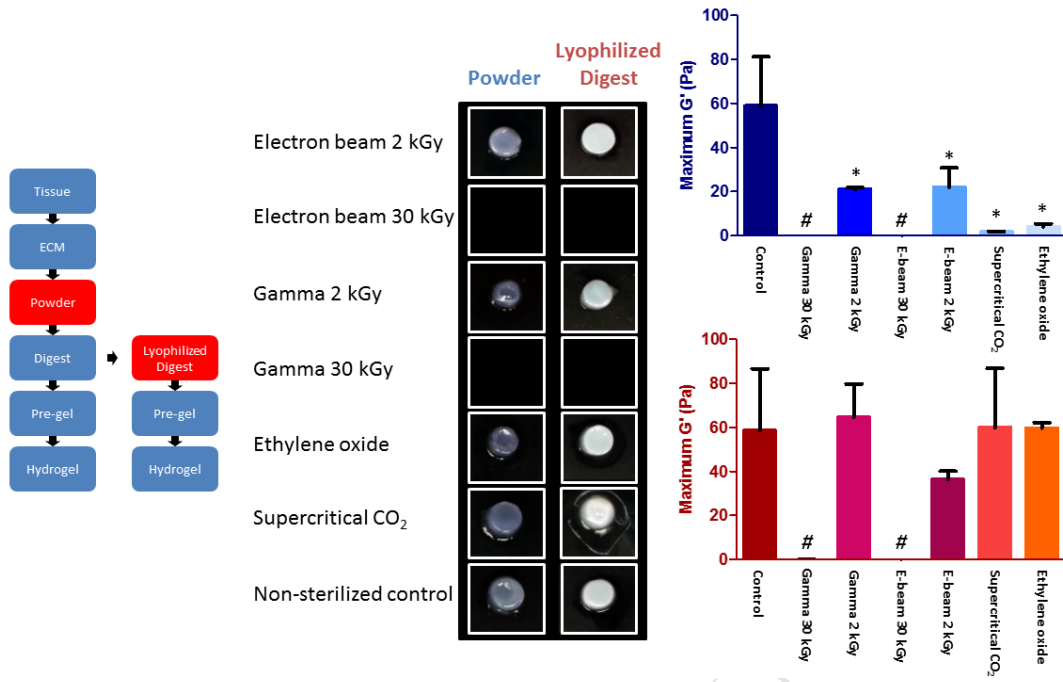 Tissue
ECM
Powder
Digest
Pre-gel
Hydrogel
Lyophilized
Digest
Pre-gel
Hydrogel
Powder
Lyophilized
Digest
Electron beam 2 kGy
Electron beam 30 kGy
Gamma 2 kGy
Gamma 30 kGy
Ethylene oxide
Supercritical CO₂
Non-sterilized control
Maximum G' (Pa)
100
80
60
40
20
0
#
*
#
*
*
*
Control
Gamma 30 kGy
Gamma 2 kGy
E-beam 30 kGy
E-beam 2 kGy
Supercritical CO₂
Ethylene oxide
Maximum G' (Pa)
100
80
60
40
20
0
#
#
Control
Gamma 30 kGy
Gamma 2 kGy
E-beam 30 kGy
E-beam 2 kGy
Supercritical CO₂
Ethylene oxide